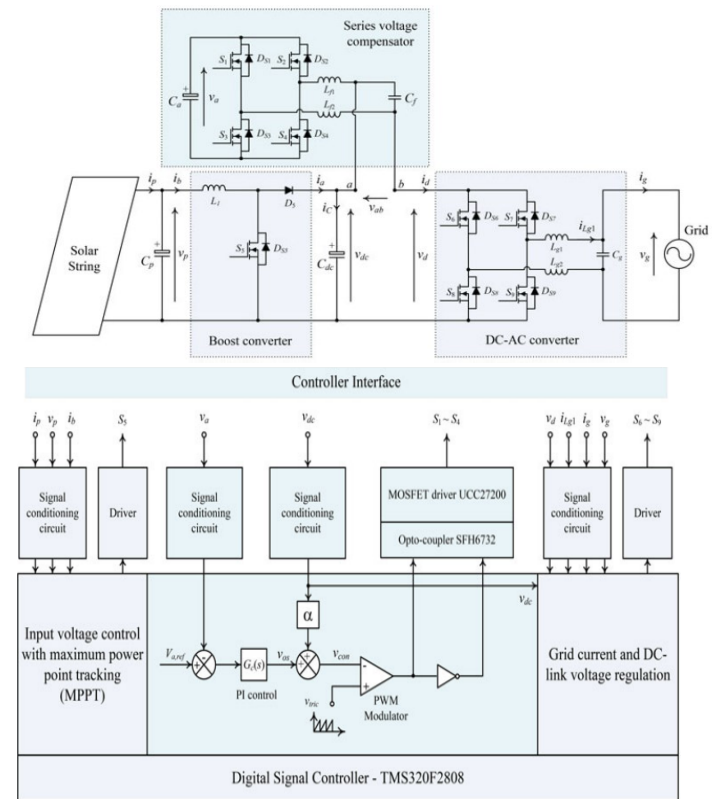 Series voltage
compensator
S1 DS1 S2 DS2
Lf1
Ca va Lf2 Cf
S3 DS3 S4 DS4
ip ib ia a b id ig
L1 D5 vab
iC
S6 DS6 S7 DS7
iLg1
Grid
Solar
String
Cp vp S5 DS5 Cdc vdc vd Lg1 Cg vg
Lg2
S8 DS8 S9 DS9
Boost converter
DC-AC converter
Controller Interface
ip vp ib S5 va vdc S1 ~ S4 vd iLg1 ig vg S6 ~ S9
Signal
conditioning
circuit
Driver
Signal
conditioning
circuit
Signal
conditioning
circuit
MOSFET driver UCC27200
Opto-coupler SFH6732
Signal
conditioning
circuit
Driver
vdc
α
Input voltage control
with maximum power
point tracking
(MPPT)
Va,ref + - Gc(s) vos + + vcon - +
PI control
vtric
PWM
Modulator
Grid current and DC-
link voltage regulation
Digital Signal Controller - TMS320F2808